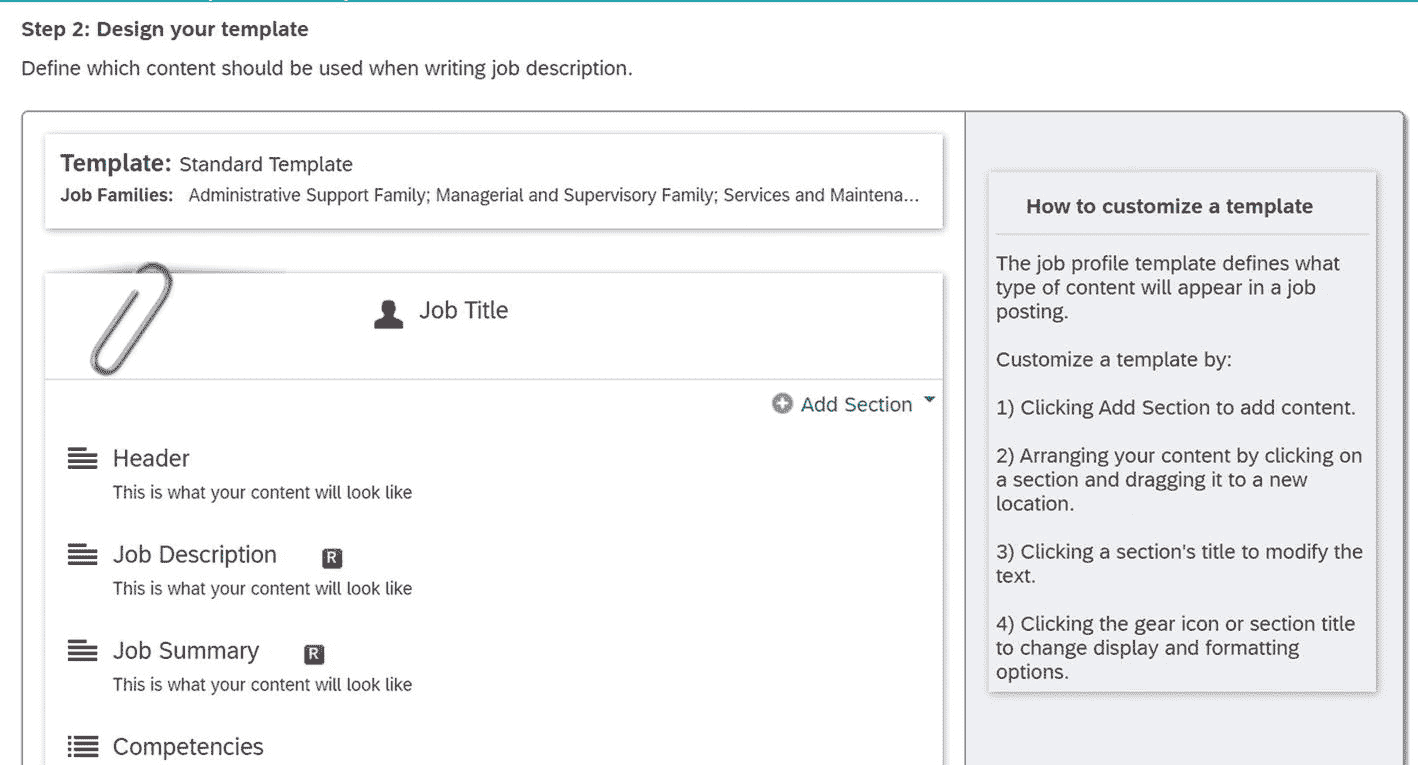 Step 2: Design your template
Define which content should be used when writing job description.
Template: Standard Template
Job Families: Administrative Support Family; Managerial and Supervisory Family; Services and Maintena...
Job Title
Add Section
Header
This is what your content will look like
Job Description R
This is what your content will look like
Job Summary R
This is what your content will look like
Competencies
How to customize a template
The job profile template defines what
type of content will appear in a job
posting.
Customize a template by:
1) Clicking Add Section to add content.
2) Arranging your content by clicking on
a section and dragging it to a new
location.
3) Clicking a section's title to modify the
text.
4) Clicking the gear icon or section title
to change display and formatting
options.